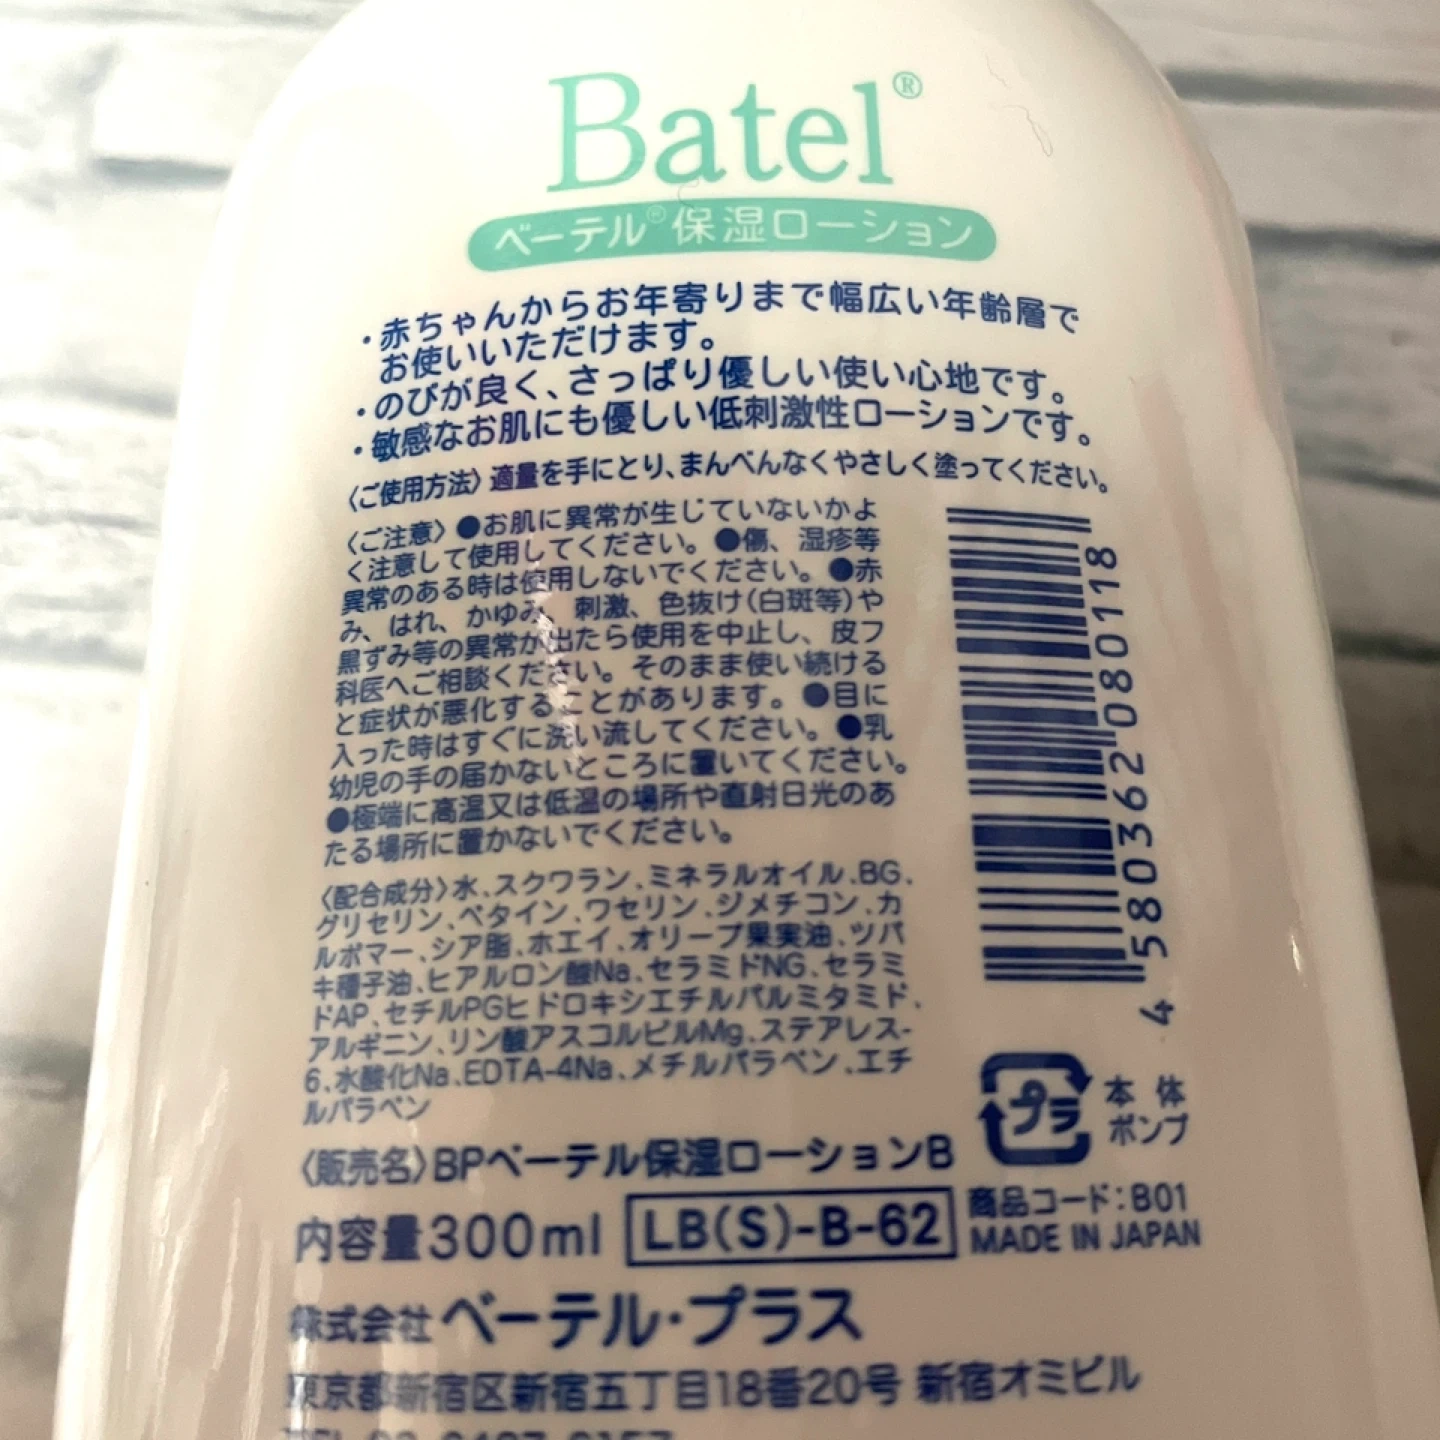 Batel®
ベーテル®保湿ローション
・赤ちゃんからお年寄りまで幅広い年齢層で
お使いいただけます。
・のびが良く、さっぱり優しい使い心地です。
・敏感なお肌にも優しい低刺激性ローションです。
〈ご使用方法〉適量を手にとり、まんべんなくやさしく塗ってください。
〈ご注意〉●お肌に異常が生じていないかよ
く注意して使用してください。●傷、湿疹等
異常のある時は使用しないでください。●赤
み、はれ、かゆみ、刺激、色抜け(白斑等)や
黒ずみ等の異常が出たら使用を中止し、皮フ
科医へご相談ください。そのまま使い続ける
と症状が悪化することがあります。●目に
入った時はすぐに洗い流してください。●乳
幼児の手の届かないところに置いてください。
●極端に高温又は低温の場所や直射日光のあ
たる場所に置かないでください。
〈配合成分〉水、スクワラン、ミネラルオイル、BG、
グリセリン、ベタイン、ワセリン、ジメチコン、カ
ルボマー、シア脂、ホエイ、オリーブ果実油、ツバ
キ種子油、ヒアルロン酸Na、セラミドNG、セラミ
ドAP、セチルPGヒドロキシエチルパルミタミド、
アルギニン、リン酸アスコルビルMg、ステアレス-
6、水酸化Na、EDTA-4Na、メチルパラベン、エチ
ルパラベン
4580362080118
プラ
本体
ポンプ
〈販売名〉BPベーテル保湿ローションB
内容量300ml
LB(S)-B-62
商品コード：B01
MADE IN JAPAN
株式会社ベーテル・プラス
東京都新宿区新宿五丁目18番20号 新宿オミビル